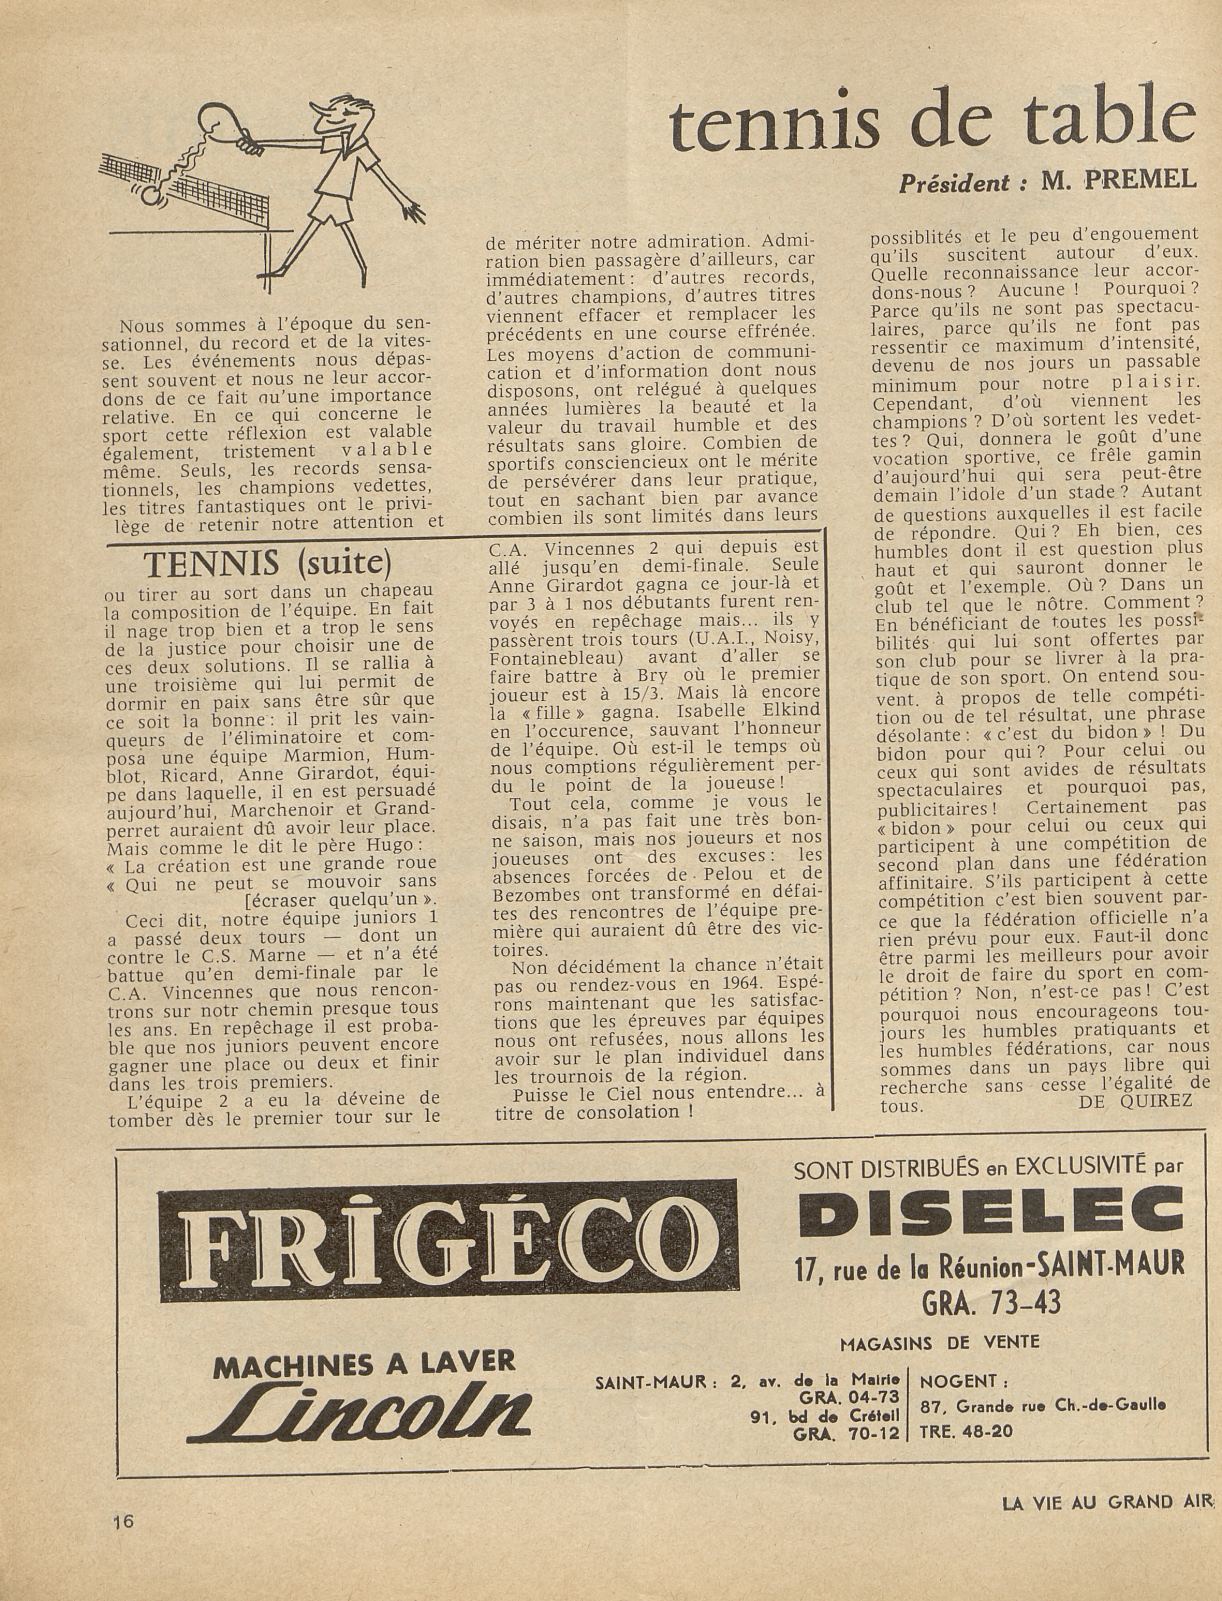 tennis de table
Président : M. PREMEL
Nous sommes à l'époque du sen-
sationnel, du record et de la vites-
se. Les événements nous dépas-
sent souvent et nous ne leur accor-
dons de ce fait qu'une importance
relative. En ce qui concerne le
sport cette réflexion est valable
également, tristement valable
même. Seuls, les records sensa-
tionnels, les champions vedettes,
les titres fantastiques ont le privi-
lège de retenir notre attention et
de mériter notre admiration. Admi-
ration bien passagère d'ailleurs, car
immédiatement : d'autres records,
d'autres champions, d'autres titres
viennent effacer et remplacer les
précédents en une course effrénée.
Les moyens d'action de communi-
cation et d'information dont nous
disposons, ont relégué à quelques
années lumières la beauté et la
valeur du travail humble et des
résultats sans gloire. Combien de
sportifs consciencieux ont le mérite
de persévérer dans leur pratique,
tout en sachant bien par avance
combien ils sont limités dans leurs
possiblités et le peu d'engouement
qu'ils suscitent autour d'eux.
Quelle reconnaissance leur accor-
dons-nous ? Aucune ! Pourquoi ?
Parce qu'ils ne sont pas spectacu-
laires, parce qu'ils ne font pas
ressentir ce maximum d'intensité,
devenu de nos jours un passable
minimum pour notre plaisir.
Cependant, d'où viennent les
champions ? D'où sortent les vedet-
tes ? Qui, donnera le goût d'une
vocation sportive, ce frêle gamin
d'aujourd'hui qui sera peut-être
demain l'idole d'un stade ? Autant
de questions auxquelles il est facile
de répondre. Qui ? Eh bien, ces
humbles dont il est question plus
haut et qui sauront donner le
goût et l'exemple. Où ? Dans un
club tel que le nôtre. Comment ?
En bénéficiant de toutes les possi-
bilités qui lui sont offertes par
son club pour se livrer à la pra-
tique de son sport. On entend sou-
vent. à propos de telle compéti-
tion ou de tel résultat, une phrase
désolante : « c'est du bidon » ! Du
bidon pour qui ? Pour celui ou
ceux qui sont avides de résultats
spectaculaires et pourquoi pas,
publicitaires ! Certainement pas
« bidon » pour celui ou ceux qui
participent à une compétition de
second plan dans une fédération
affinitaire. S'ils participent à cette
compétition c'est bien souvent par-
ce que la fédération officielle n'a
rien prévu pour eux. Faut-il donc
être parmi les meilleurs pour avoir
le droit de faire du sport en com-
pétition ? Non, n'est-ce pas ! C'est
pourquoi nous encourageons tou-
jours les humbles pratiquants et
les humbles fédérations, car nous
sommes dans un pays libre qui
recherche sans cesse l'égalité de
tous. DE QUIREZ
TENNIS (suite)
ou tirer au sort dans un chapeau
la composition de l'équipe. En fait
il nage trop bien et a trop le sens
de la justice pour choisir une de
ces deux solutions. Il se rallia à
une troisième qui lui permit de
dormir en paix sans être sûr que
ce soit la bonne : il prit les vain-
queurs de l'éliminatoire et com-
posa une équipe Marmion, Hum-
blot, Ricard, Anne Girardot, équi-
pe dans laquelle, il en est persuadé
aujourd'hui, Marchenoir et Grand-
perret auraient dû avoir leur place.
Mais comme le dit le père Hugo :
« La création est une grande roue
« Qui ne peut se mouvoir sans
[écraser quelqu'un ».
Ceci dit, notre équipe juniors 1
a passé deux tours — dont un
contre le C.S. Marne — et n'a été
battue qu'en demi-finale par le
C.A. Vincennes que nous rencon-
trons sur notr chemin presque tous
les ans. En repêchage il est proba-
ble que nos juniors peuvent encore
gagner une place ou deux et finir
dans les trois premiers.
L'équipe 2 a eu la déveine de
tomber dès le premier tour sur le
C.A. Vincennes 2 qui depuis est
allé jusqu'en demi-finale. Seule
Anne Girardot gagna ce jour-là et
par 3 à 1 nos débutants furent ren-
voyés en repêchage mais... ils y
passèrent trois tours (U.A.I., Noisy,
Fontainebleau) avant d'aller se
faire battre à Bry où le premier
joueur est à 15/3. Mais là encore
la « fille » gagna. Isabelle Elkind
en l'occurence, sauvant l'honneur
de l'équipe. Où est-il le temps où
nous comptions régulièrement per-
du le point de la joueuse !
Tout cela, comme je vous le
disais, n'a pas fait une très bon-
ne saison, mais nos joueurs et nos
joueuses ont des excuses : les
absences forcées de Pelou et de
Bezombes ont transformé en défai-
tes des rencontres de l'équipe pre-
mière qui auraient dû être des vic-
toires.
Non décidément la chance n'était
pas ou rendez-vous en 1964. Espé-
rons maintenant que les satisfac-
tions que les épreuves par équipes
nous ont refusées, nous allons les
avoir sur le plan individuel dans
les trournois de la région.
Puisse le Ciel nous entendre... à
titre de consolation !
FRIGÉCO
MACHINES A LAVER
Lincoln
SONT DISTRIBUÉS en EXCLUSIVITÉ par
DISELEC
17, rue de la Réunion-SAINT-MAUR
GRA. 73-43
MAGASINS DE VENTE
SAINT-MAUR : 2, av. de la Mairie
GRA. 04-73
91, bd de Créteil
GRA. 70-12
NOGENT :
87, Grande rue Ch.-de-Gaulle
TRE. 48-20
LA VIE AU GRAND AIR
16